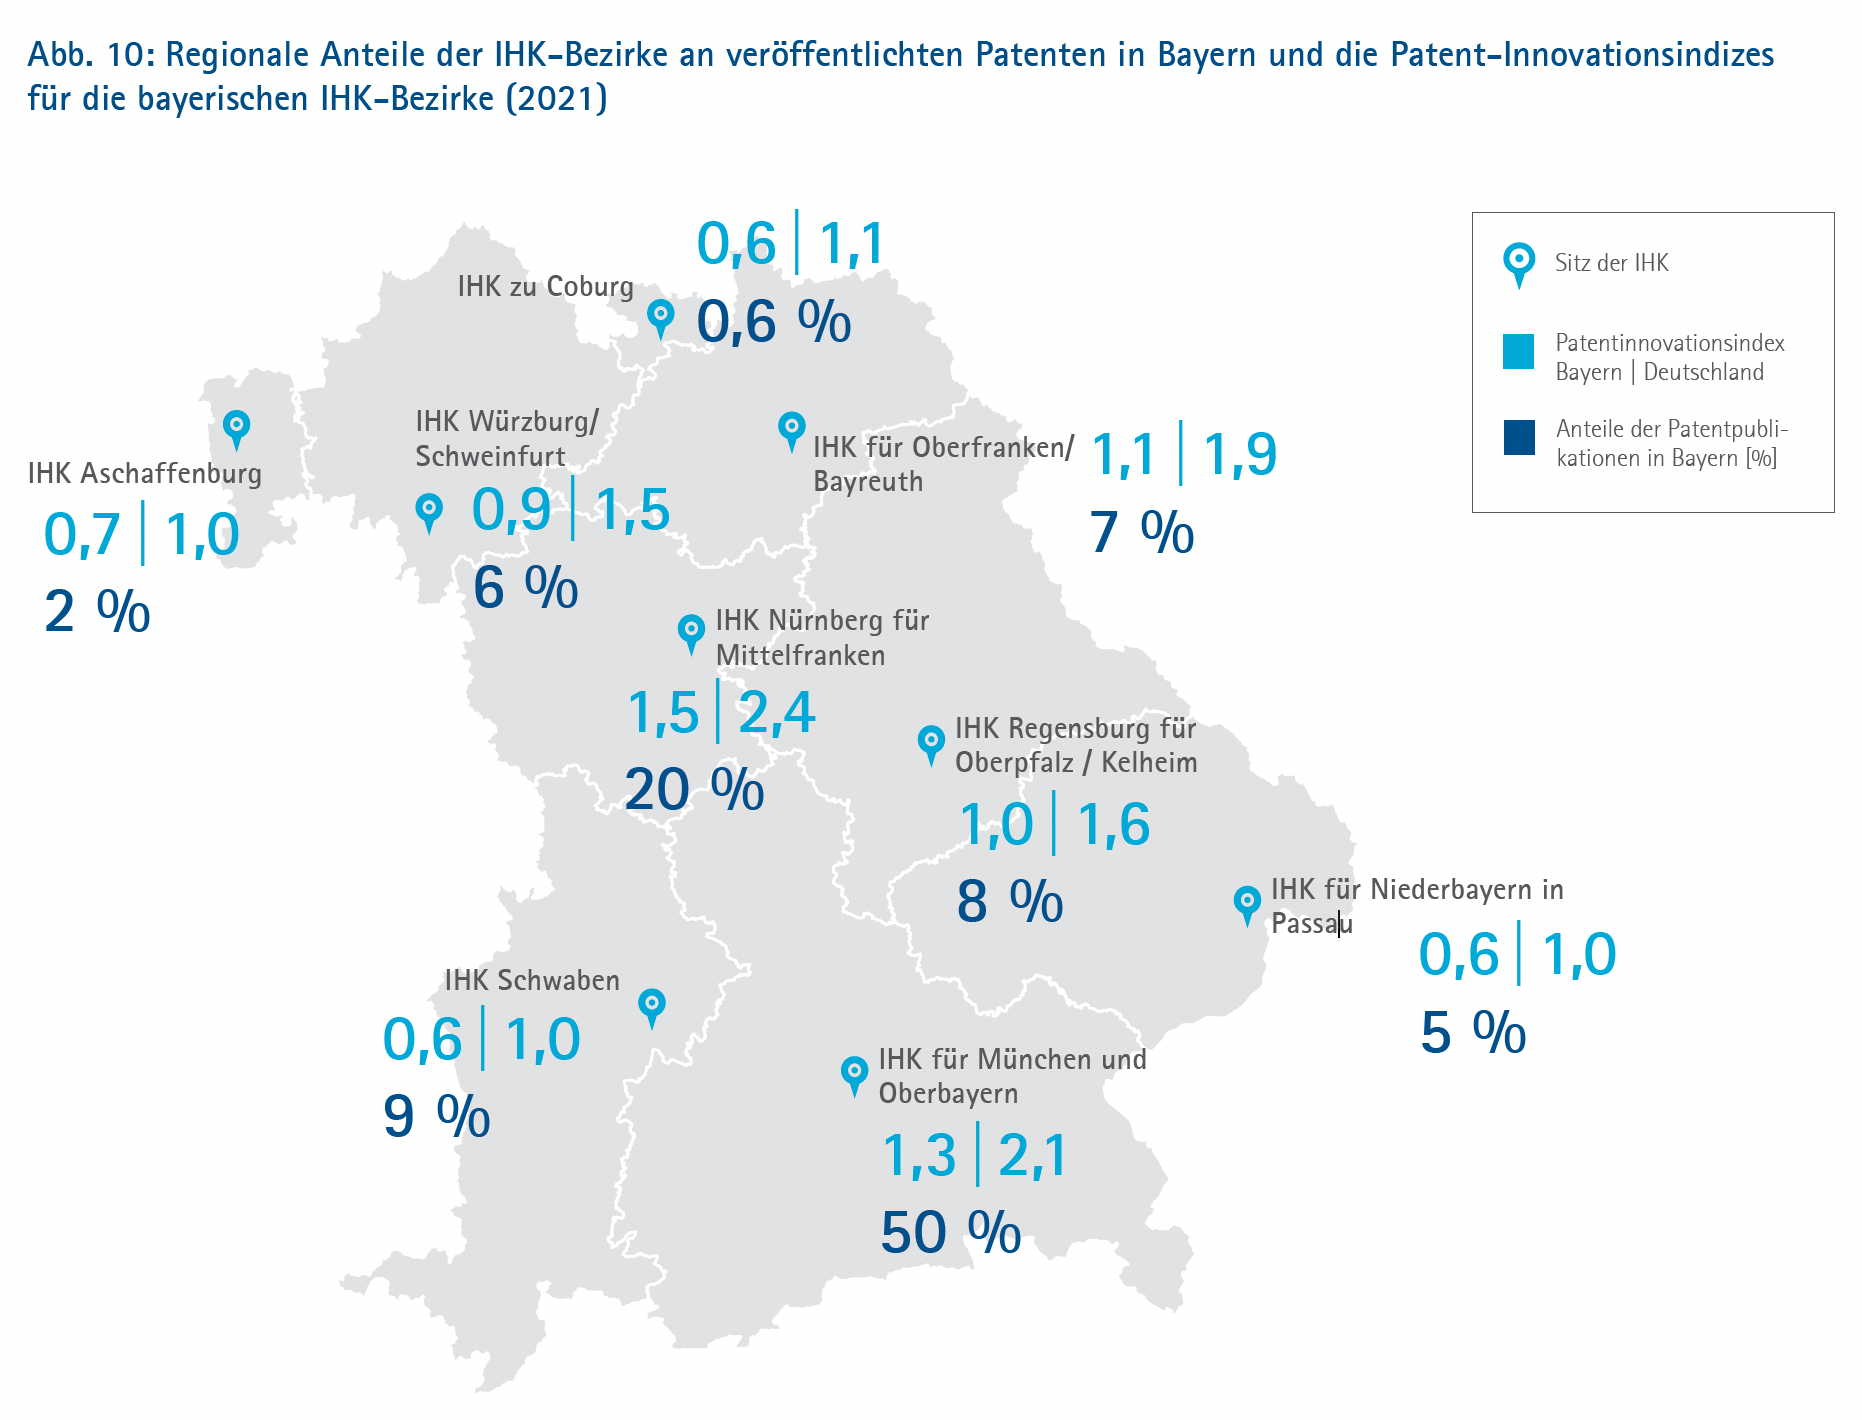 Abb. 10: Regionale Anteile der IHK-Bezirke an veröffentlichten Patenten in Bayern und die Patent-Innovationsindizes
für die bayerischen IHK-Bezirke (2021)
Sitz der IHK
Patentinnovationsindex
Bayern | Deutschland
Anteile der Patentpubli-
kationen in Bayern [%]
IHK zu Coburg
0,6 | 1,1
0,6 %
IHK Aschaffenburg
0,7 | 1,0
2 %
IHK Würzburg/
Schweinfurt
0,9 | 1,5
6 %
IHK für Oberfranken/
Bayreuth
1,1 | 1,9
7 %
IHK Nürnberg für
Mittelfranken
1,5 | 2,4
20 %
IHK Regensburg für
Oberpfalz / Kelheim
1,0 | 1,6
8 %
IHK für Niederbayern in
Passau
0,6 | 1,0
5 %
IHK Schwaben
0,6 | 1,0
9 %
IHK für München und
Oberbayern
1,3 | 2,1
50 %